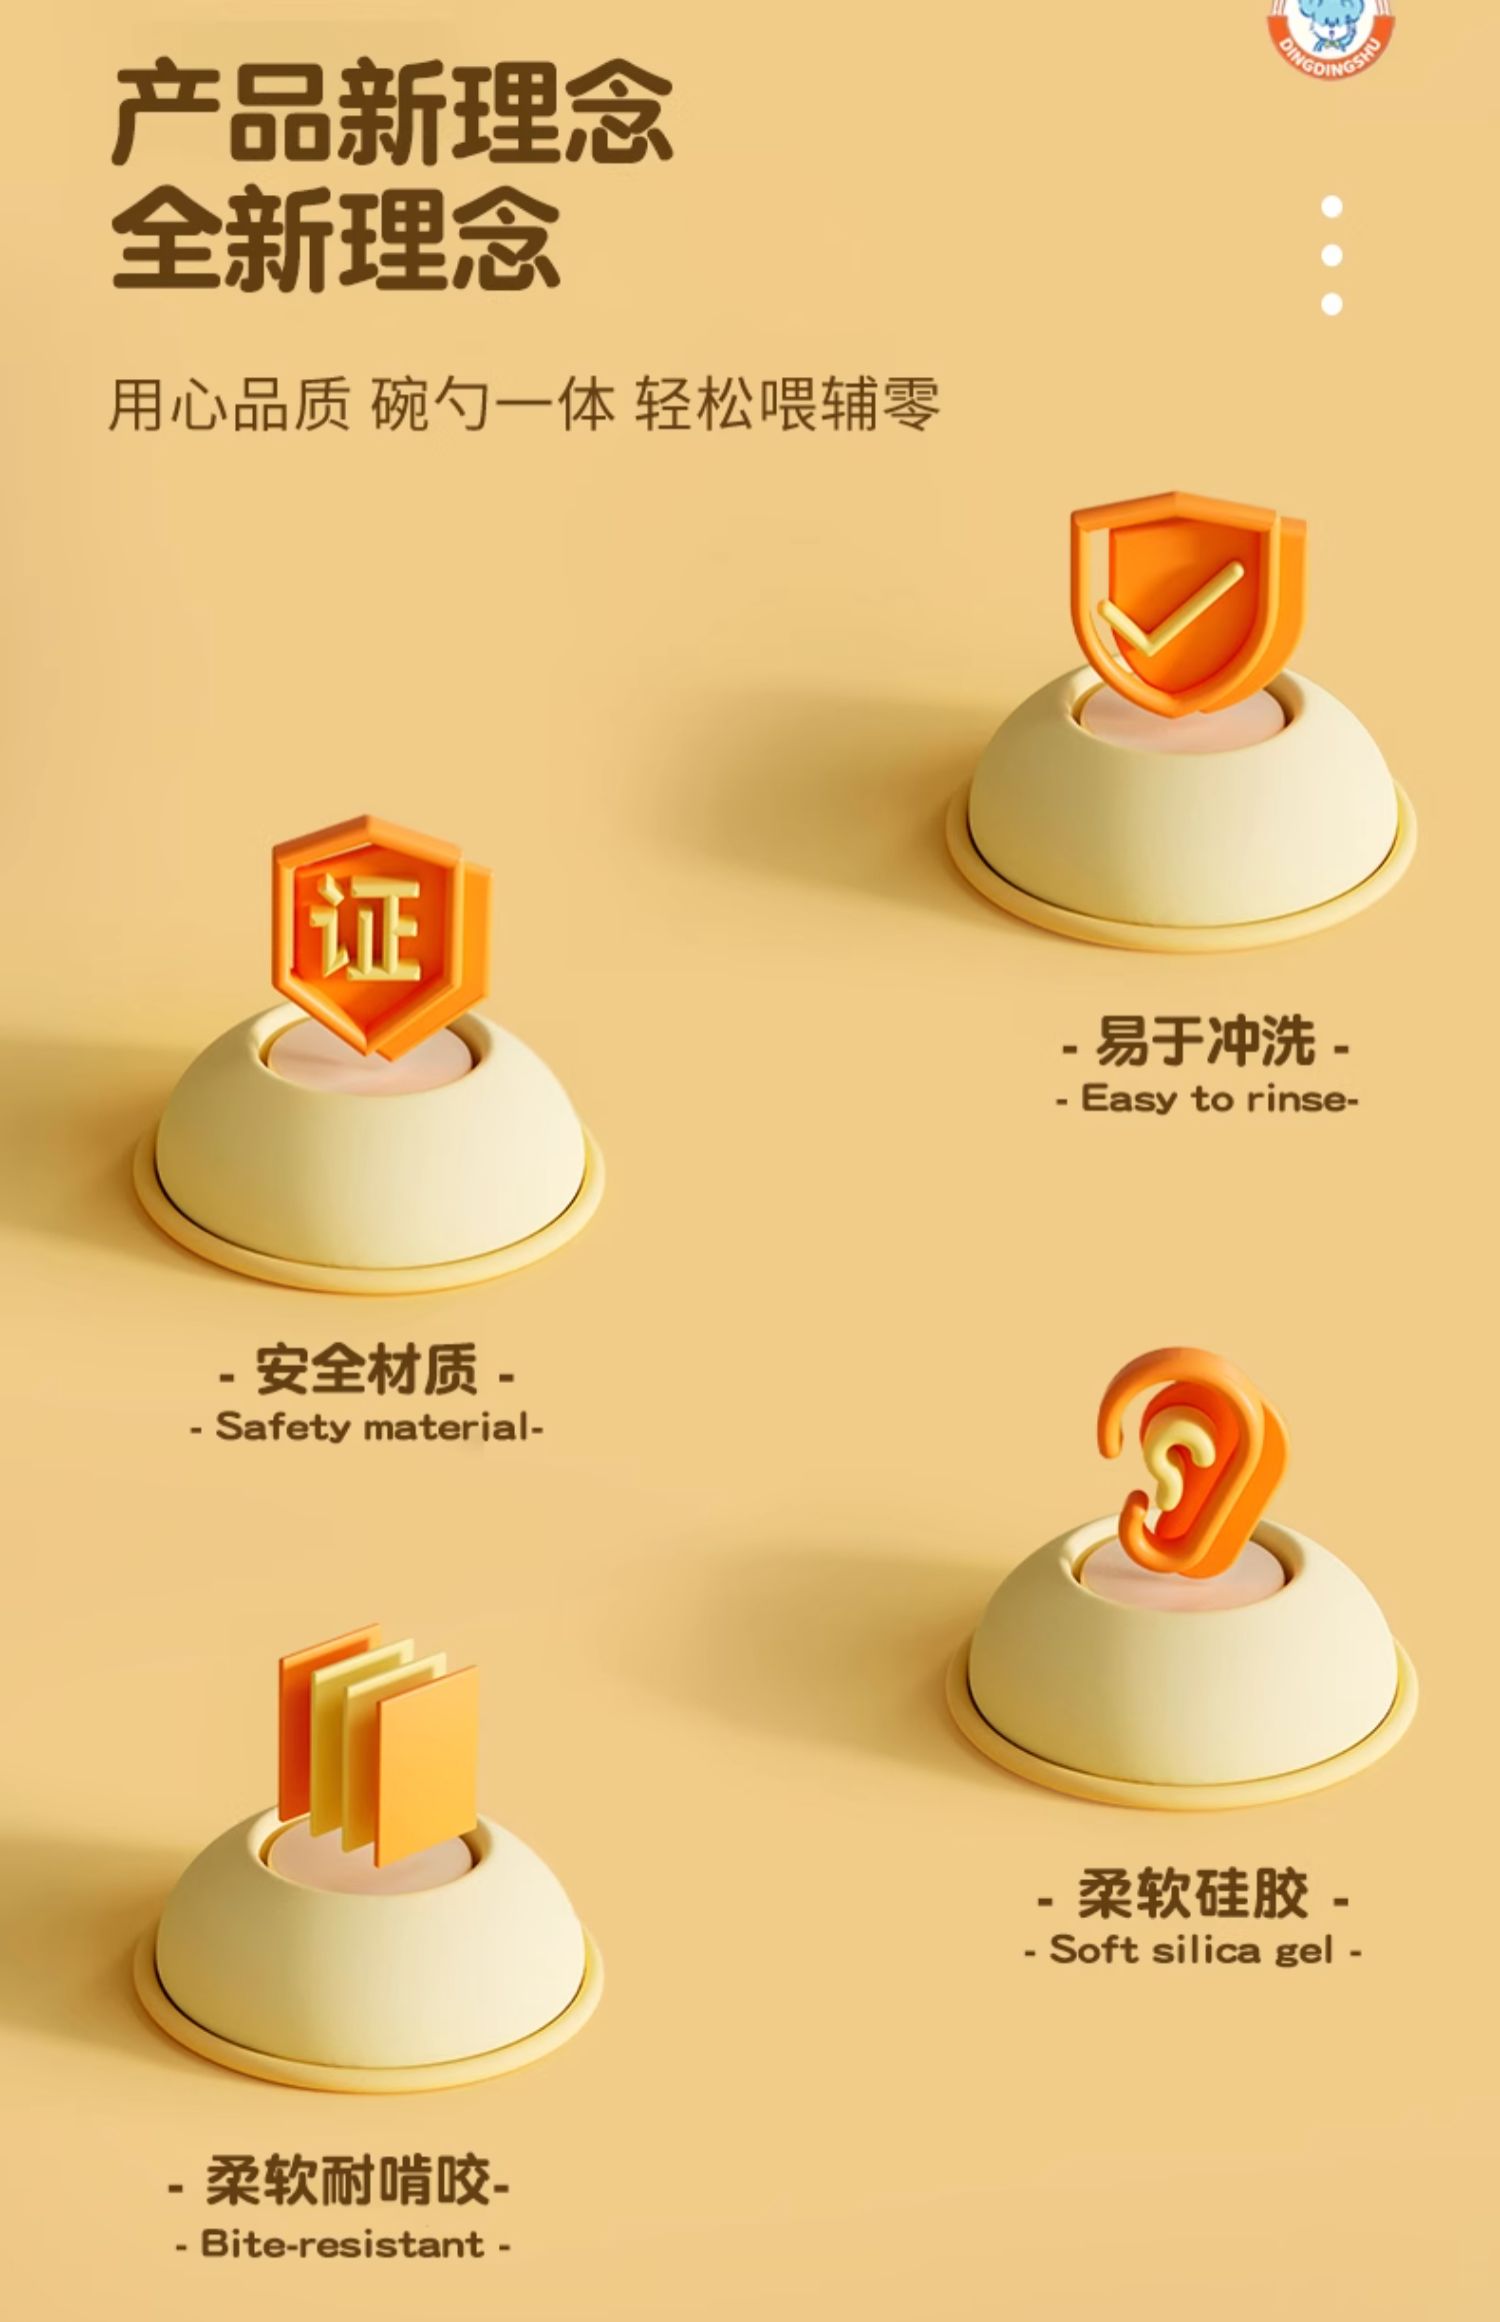 DINGDINGSHU
产品新理念
全新理念
用心品质 碗勺一体 轻松喂辅零
- 易于冲洗 -
- Easy to rinse-
证
- 安全材质 -
- Safety material-
- 柔软硅胶 -
- Soft silica gel -
- 柔软耐啃咬-
- Bite-resistant -